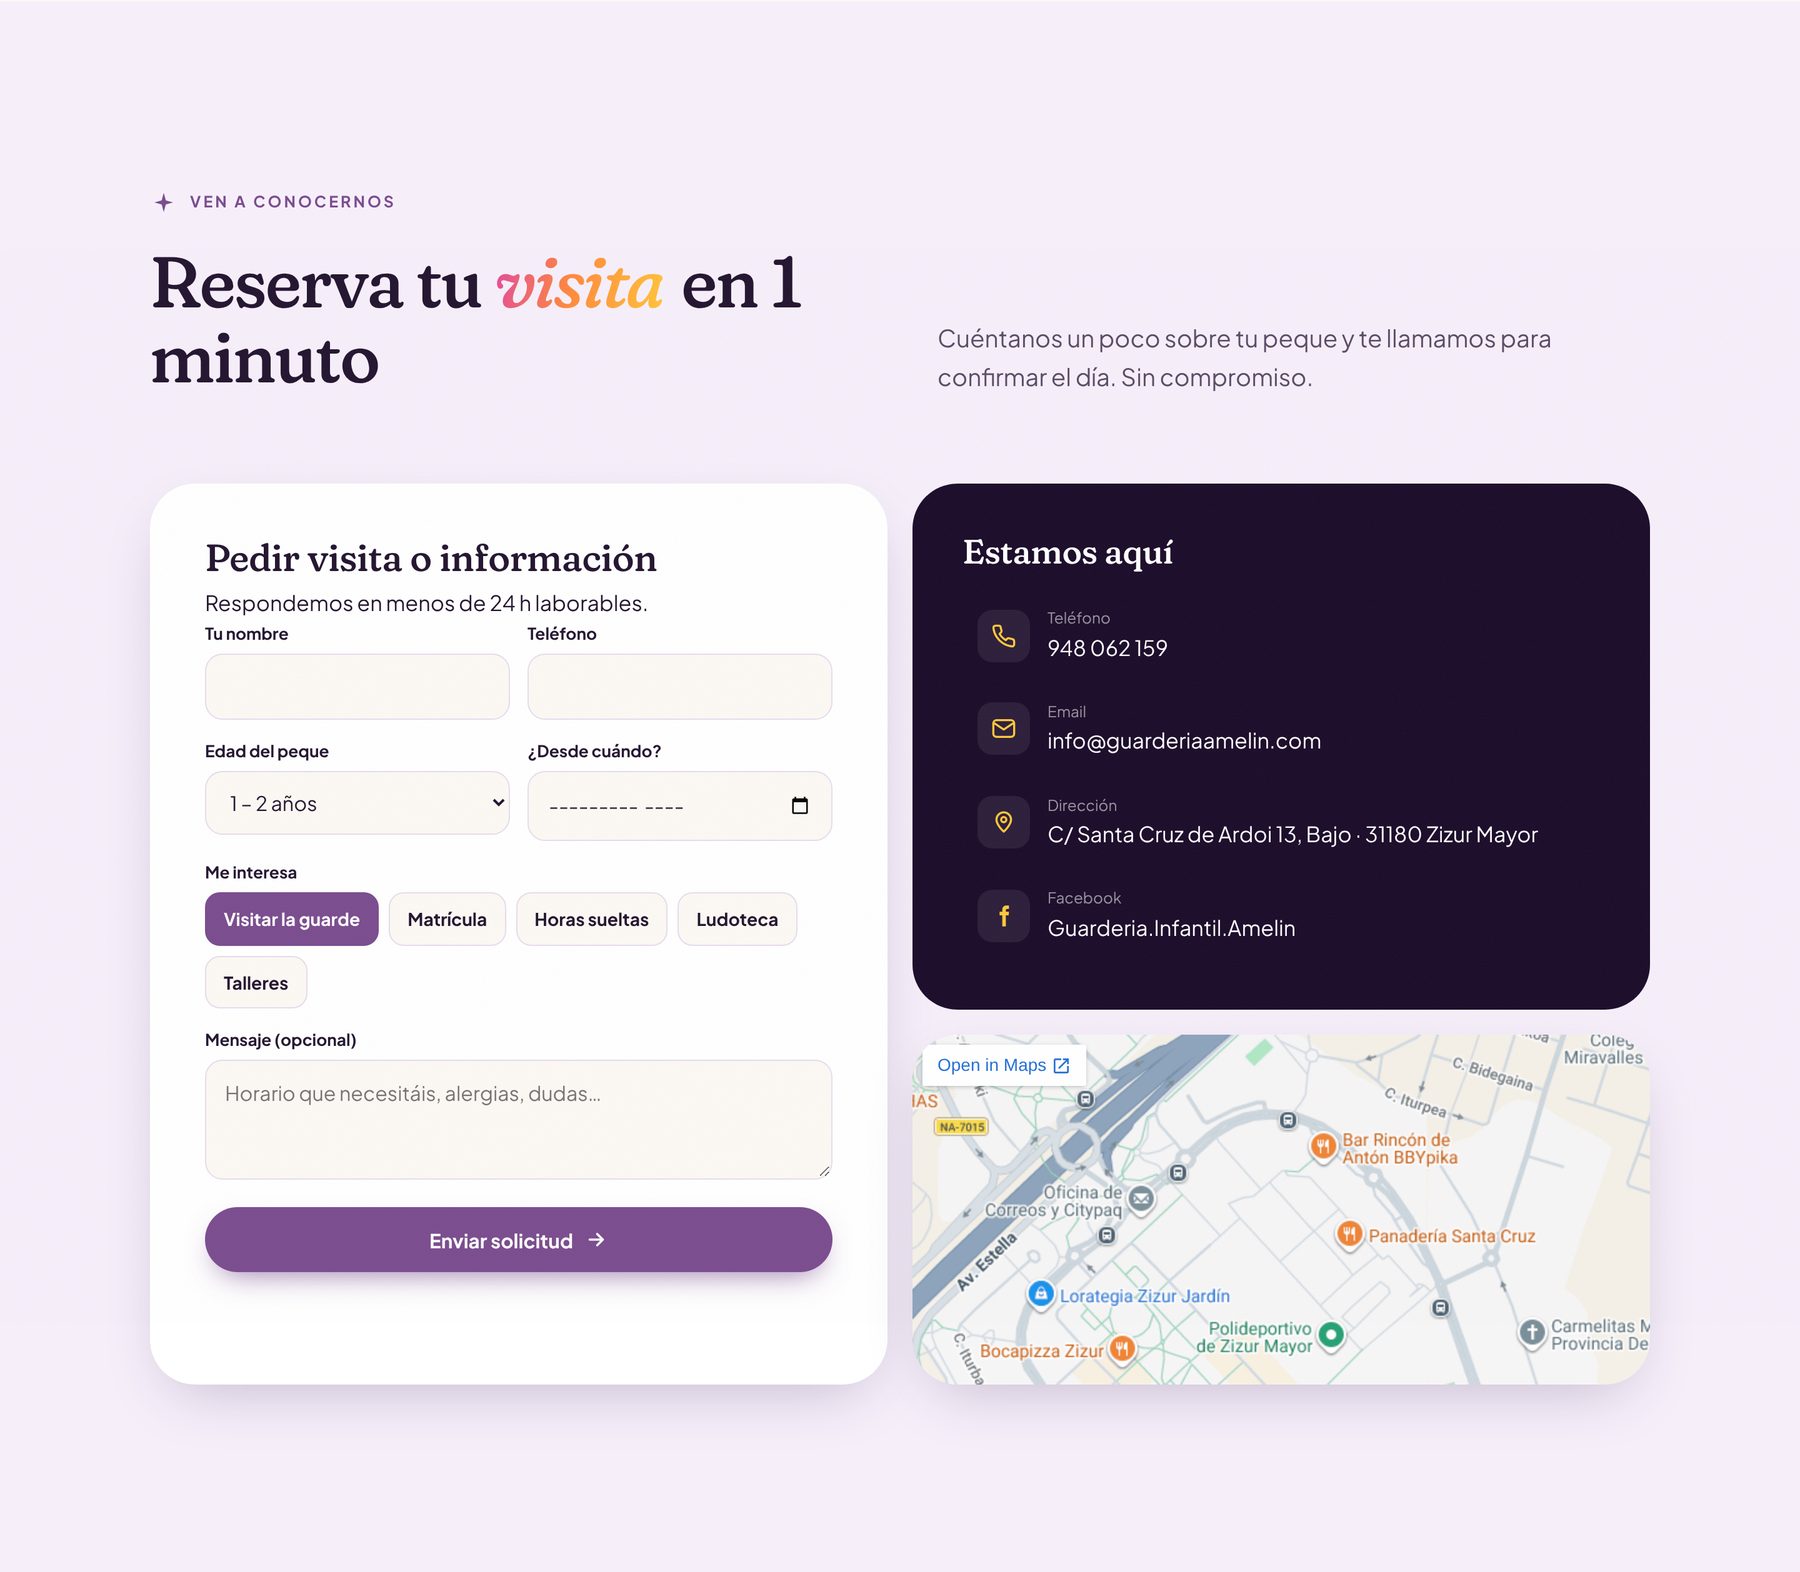 VEN A CONOCERNOS
Reserva tu visita en 1
minuto
Cuéntanos un poco sobre tu peque y te llamamos para
confirmar el día. Sin compromiso.
Pedir visita o información
Respondemos en menos de 24 h laborables.
Tu nombre
Teléfono
Edad del peque
¿Desde cuándo?
1 – 2 años
--------- ----
Me interesa
Visitar la guarde
Matrícula
Horas sueltas
Ludoteca
Talleres
Mensaje (opcional)
Horario que necesitáis, alergias, dudas…
Enviar solicitud →
Estamos aquí
Teléfono
948 062 159
Email
info@guarderiaamelin.com
Dirección
C/ Santa Cruz de Ardoi 13, Bajo · 31180 Zizur Mayor
Facebook
Guarderia.Infantil.Amelin
Open in Maps
NA-7015
C. Bidegaina
C. Iturpea
Miravalles
Bar Rincón de
Antón BBYpika
Oficina de
Correos y Citypaq
Panadería Santa Cruz
Av. Estella
Lorategia Zizur Jardín
Polideportivo
de Zizur Mayor
Bocapizza Zizur
Carmelitas M
Provincia De
C. Iturba